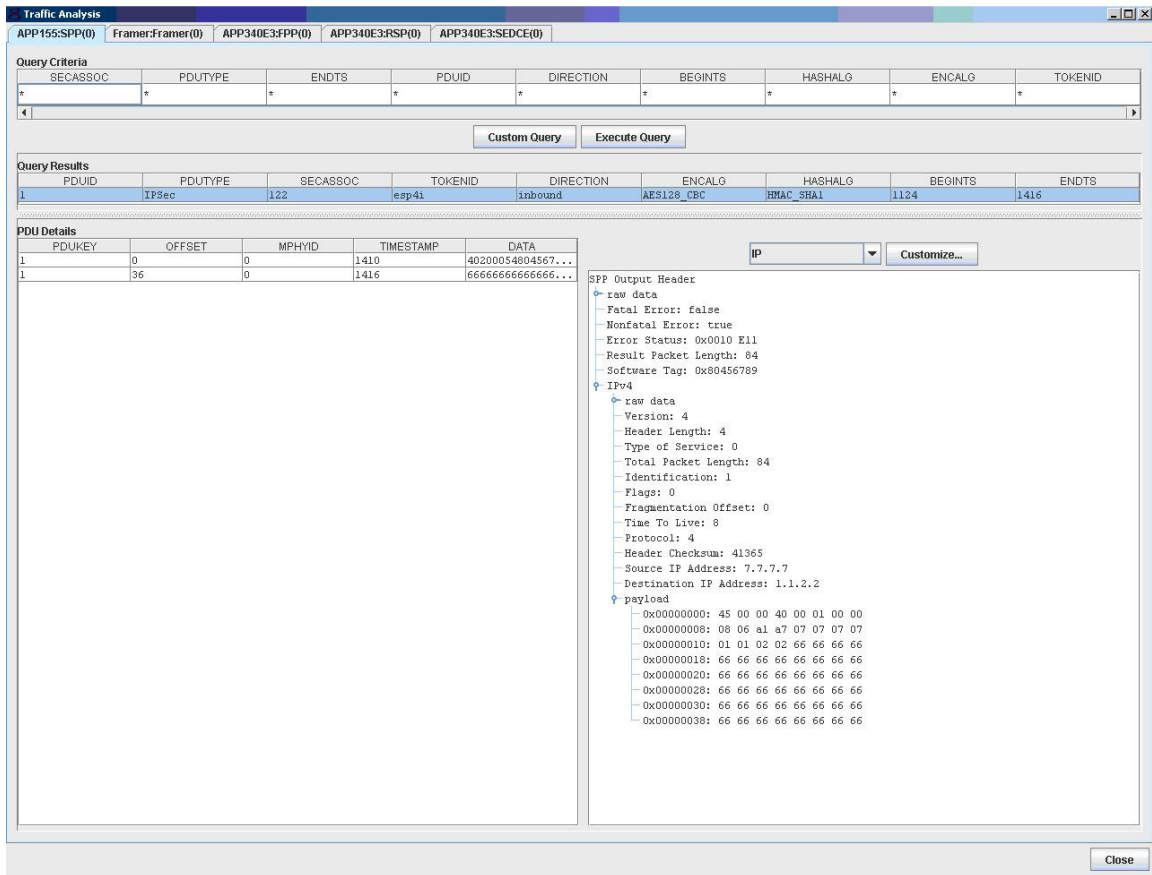 Traffic Analysis
APP155:SPP(0) Framer:Framer(0) APP340E3:FPP(0) APP340E3:RSP(0) APP340E3:SEDCE(0)
Query Criteria
SECASSOC PDUTYPE ENDTS PDUID DIRECTION BEGINTS HASHALG ENCALG TOKENID
* * * * * * * * *
Custom Query Execute Query
Query Results
PDUID PDUTYPE SECASSOC TOKENID DIRECTION ENCALG HASHALG BEGINTS ENDTS
1 IPSec 122 esp4i inbound AES128_CBC HMAC_SHA1 1124 1416
PDU Details
PDUKEY OFFSET MPHYID TIMESTAMP DATA
1 0 0 1410 40200054804567...
1 36 0 1416 66666666666666...
IP Customize...
SPP Output Header
raw data
Fatal Error: false
Nonfatal Error: true
Error Status: 0x0010 E11
Result Packet Length: 84
Software Tag: 0x80456789
IPv4
raw data
Version: 4
Header Length: 4
Type of Service: 0
Total Packet Length: 84
Identification: 1
Flags: 0
Fragmentation Offset: 0
Time To Live: 8
Protocol: 4
Header Checksum: 41365
Source IP Address: 7.7.7.7
Destination IP Address: 1.1.2.2
payload
0x00000000: 45 00 00 40 00 01 00 00
0x00000008: 08 06 a1 a7 07 07 07 07
0x00000010: 01 01 02 02 66 66 66 66
0x00000018: 66 66 66 66 66 66 66 66
0x00000020: 66 66 66 66 66 66 66 66
0x00000028: 66 66 66 66 66 66 66 66
0x00000030: 66 66 66 66 66 66 66 66
0x00000038: 66 66 66 66 66 66 66 66
Close